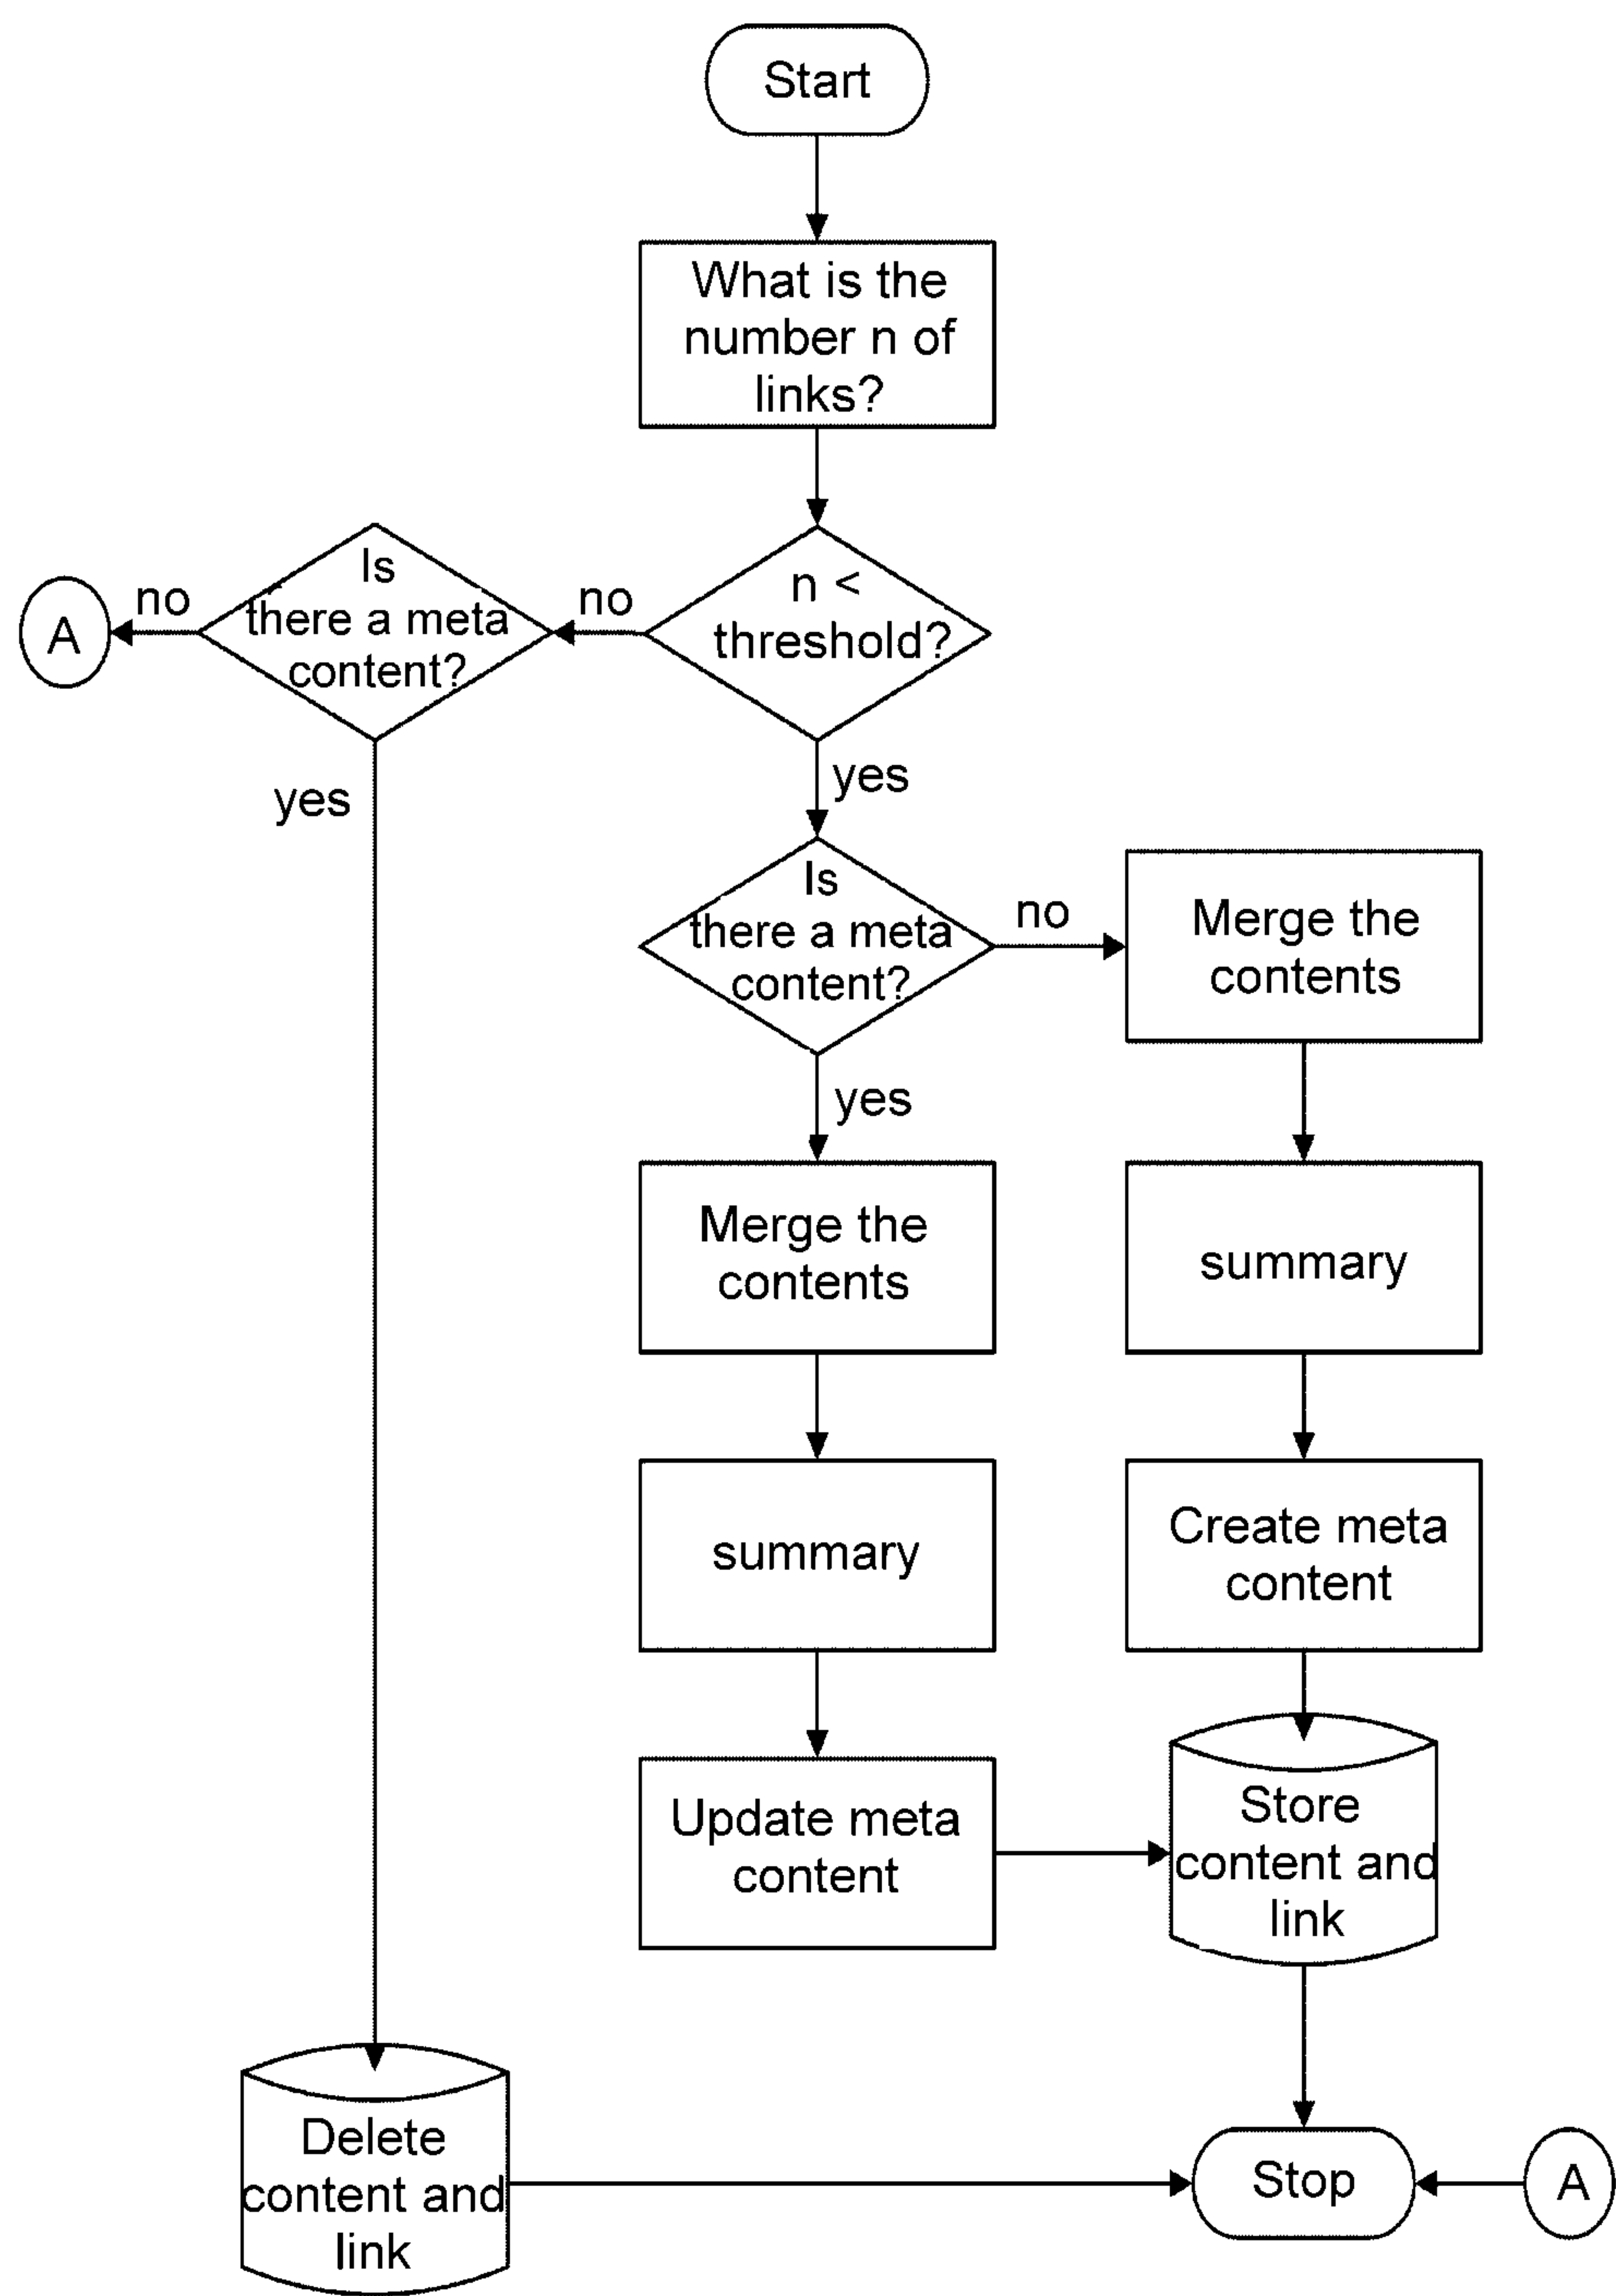 Start
What is the
number n of
links?
n <
threshold?
no
Is
there a meta
content?
no
A
yes
yes
Is
there a meta
content?
no
Merge the
contents
yes
Merge the
contents
summary
summary
Create meta
content
Update meta
content
Store
content and
link
Delete
content and
link
Stop
A